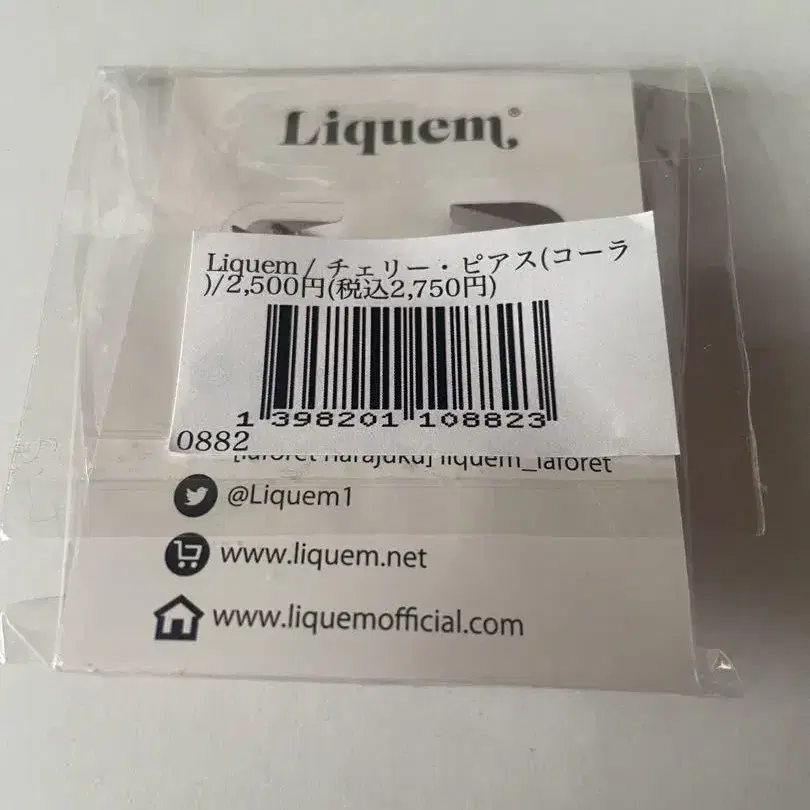 Liquem®
Liquem / チェリー・ピアス(コーラ
)/2,500円(税込2,750円)
1 398201 108823
0882
[laforet harajuku] liquem_laforet
@Liquem1
www.liquem.net
www.liquemofficial.com